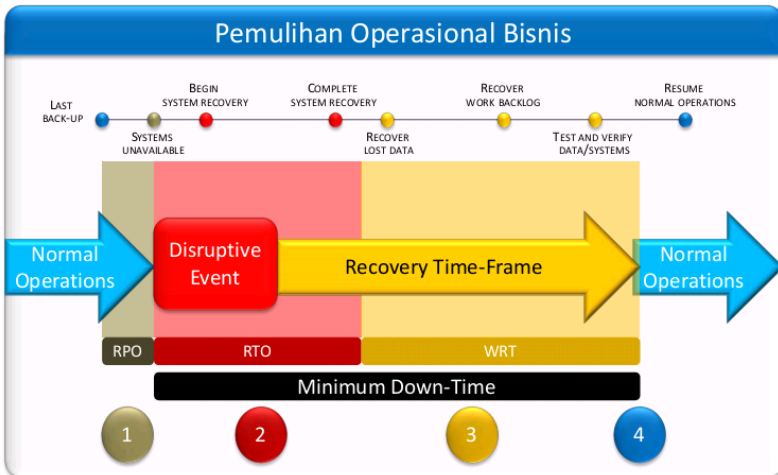 Pemulihan Operasional Bisnis
LAST
BACK-UP
SYSTEMS
UNAVAILABLE
BEGIN
SYSTEM RECOVERY
COMPLETE
SYSTEM RECOVERY
RECOVER
LOST DATA
RECOVER
WORK BACKLOG
TEST AND VERIFY
DATA/SYSTEMS
RESUME
NORMAL OPERATIONS
Normal
Operations
Disruptive
Event
Recovery Time-Frame
Normal
Operations
RPO
RTO
WRT
Minimum Down-Time
1
2
3
4